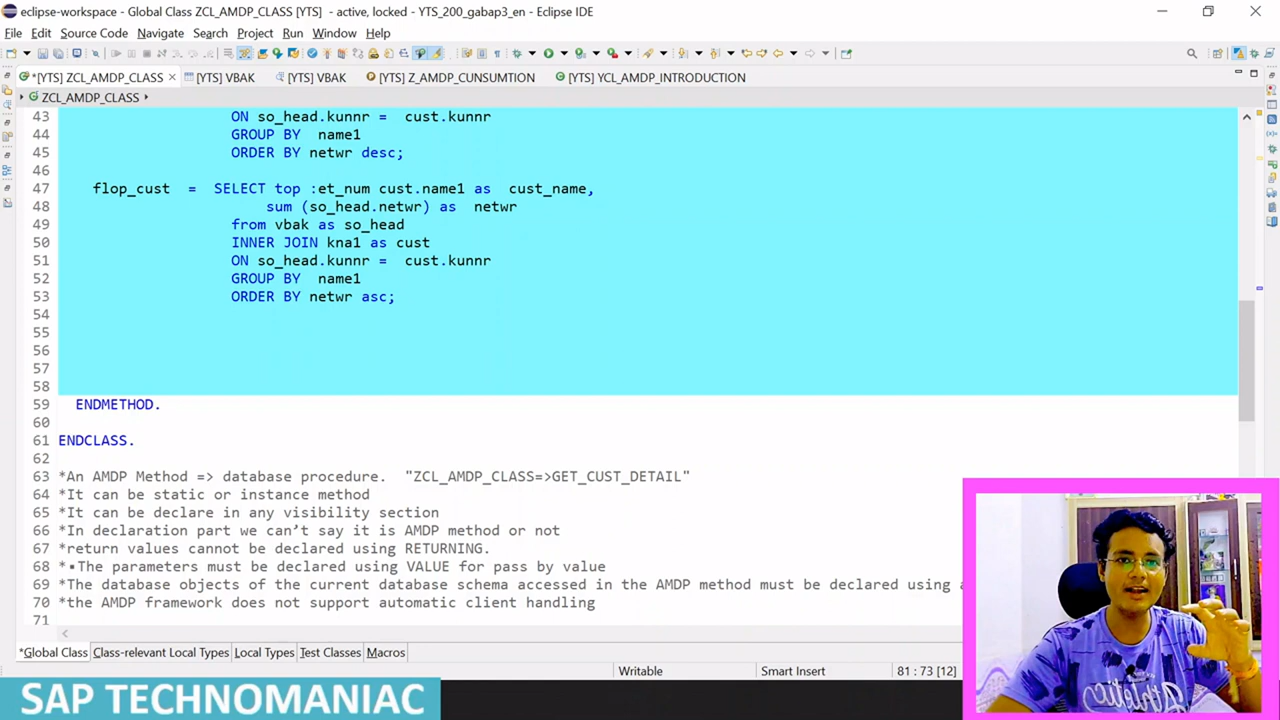 eclipse-workspace - Global Class ZCL_AMDP_CLASS [YTS] - active, locked - YTS_200_gabap3_en - Eclipse IDE
File Edit Source Code Navigate Search Project Run Window Help
*[YTS] ZCL_AMDP_CLASS [YTS] VBAK [YTS] VBAK [YTS] Z_AMDP_CUNSUMTION [YTS] YCL_AMDP_INTRODUCTION
ZCL_AMDP_CLASS
43 ON so_head.kunnr = cust.kunnr
44 GROUP BY name1
45 ORDER BY netwr desc;
46
47 flop_cust = SELECT top :et_num cust.name1 as cust_name,
48 sum (so_head.netwr) as netwr
49 from vbak as so_head
50 INNER JOIN kna1 as cust
51 ON so_head.kunnr = cust.kunnr
52 GROUP BY name1
53 ORDER BY netwr asc;
54
55
56
57
58
59 ENDMETHOD.
60
61 ENDCLASS.
62
63 *An AMDP Method => database procedure. "ZCL_AMDP_CLASS=>GET_CUST_DETAIL"
64 *It can be static or instance method
65 *It can be declare in any visibility section
66 *In declaration part we can't say it is AMDP method or not
67 *return values cannot be declared using RETURNING.
68 *•The parameters must be declared using VALUE for pass by value
69 *The database objects of the current database schema accessed in the AMDP method must be declared using
70 *the AMDP framework does not support automatic client handling
71
*Global Class Class-relevant Local Types Local Types Test Classes Macros
Writable Smart Insert 81 : 73 [12]
SAP TECHNOMANIAC
Athletics